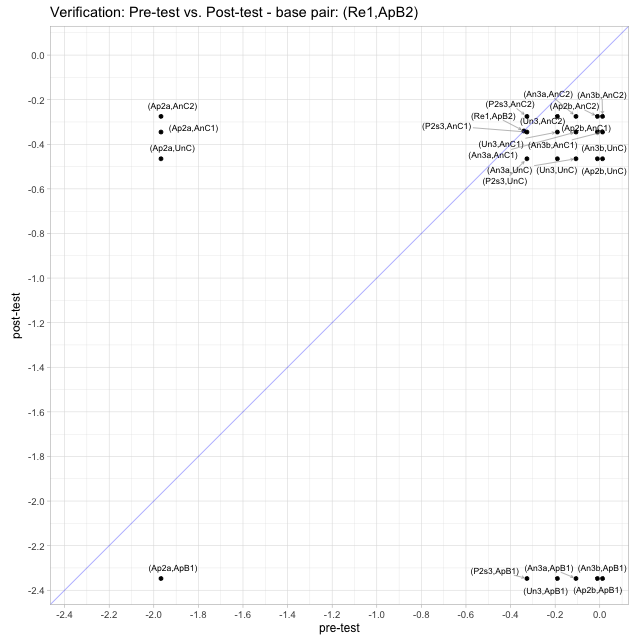 Verification: Pre-test vs. Post-test - base pair: (Re1,ApB2)
0.0
-0.2
-0.4
-0.6
-0.8
-1.0
-1.2
-1.4
-1.6
-1.8
-2.0
-2.2
-2.4
post-test
(Ap2a,AnC2)
(Ap2a,AnC1)
(Ap2a,UnC)
(An3a,AnC2)
(An3b,AnC2)
(P2s3,AnC2)
(Ap2b,AnC2)
(Re1,ApB2)
(Un3,AnC2)
(P2s3,AnC1)
(Ap2b,AnC1)
(Un3,AnC1)
(An3b,AnC1)
(An3a,AnC1)
(An3b,UnC)
(An3a,UnC)
(Un3,UnC)
(Ap2b,UnC)
(P2s3,UnC)
(Ap2a,ApB1)
(P2s3,ApB1)
(An3a,ApB1)
(An3b,ApB1)
(Un3,ApB1)
(Ap2b,ApB1)
-2.4
-2.2
-2.0
-1.8
-1.6
-1.4
-1.2
-1.0
-0.8
-0.6
-0.4
-0.2
0.0
pre-test